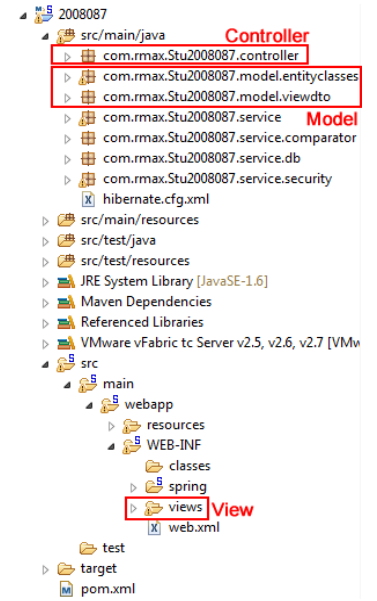 2008087
src/main/java Controller
com.rmax.Stu2008087.controller
com.rmax.Stu2008087.model.entityclasses
com.rmax.Stu2008087.model.viewdto
com.rmax.Stu2008087.service Model
com.rmax.Stu2008087.service.comparator
com.rmax.Stu2008087.service.db
com.rmax.Stu2008087.service.security
hibernate.cfg.xml
src/main/resources
src/test/java
src/test/resources
JRE System Library [JavaSE-1.6]
Maven Dependencies
Referenced Libraries
VMware vFabric tc Server v2.5, v2.6, v2.7 [VMw
src
main
webapp
resources
WEB-INF
classes
spring
views View
web.xml
test
target
pom.xml